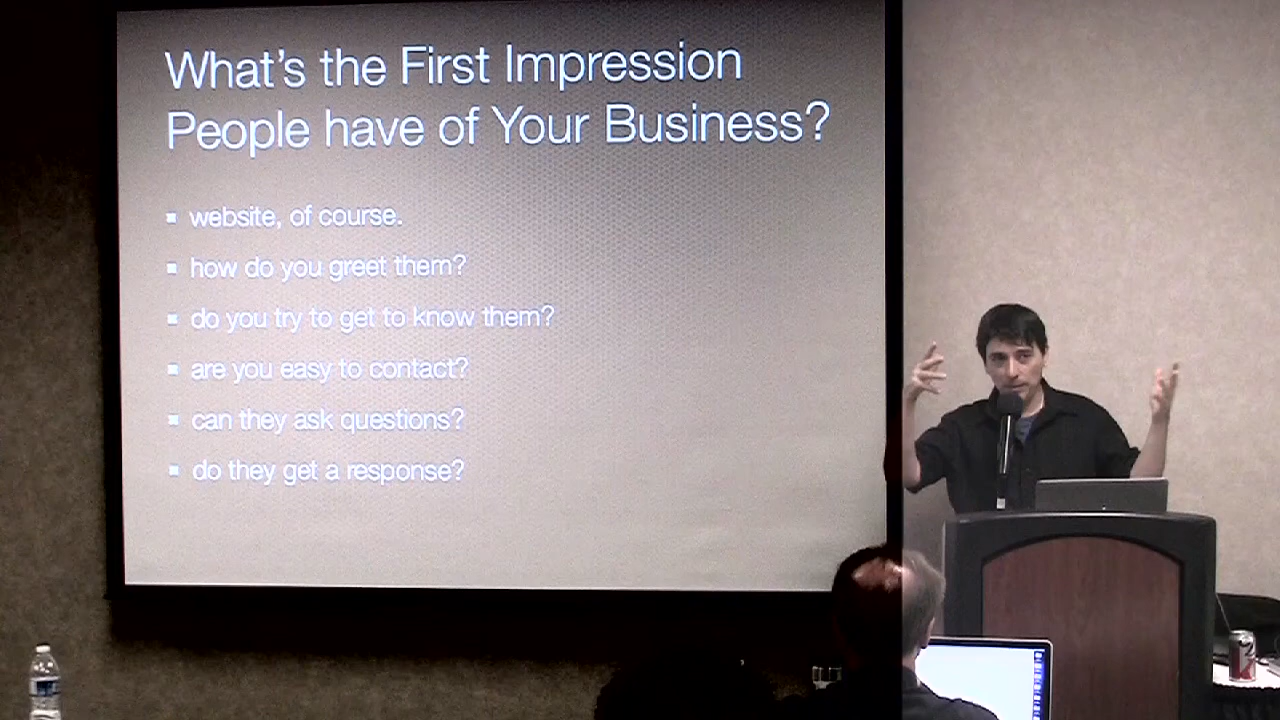 What's the First Impression
People have of Your Business?
website, of course.
how do you greet them?
do you try to get to know them?
are you easy to contact?
can they ask questions?
do they get a response?